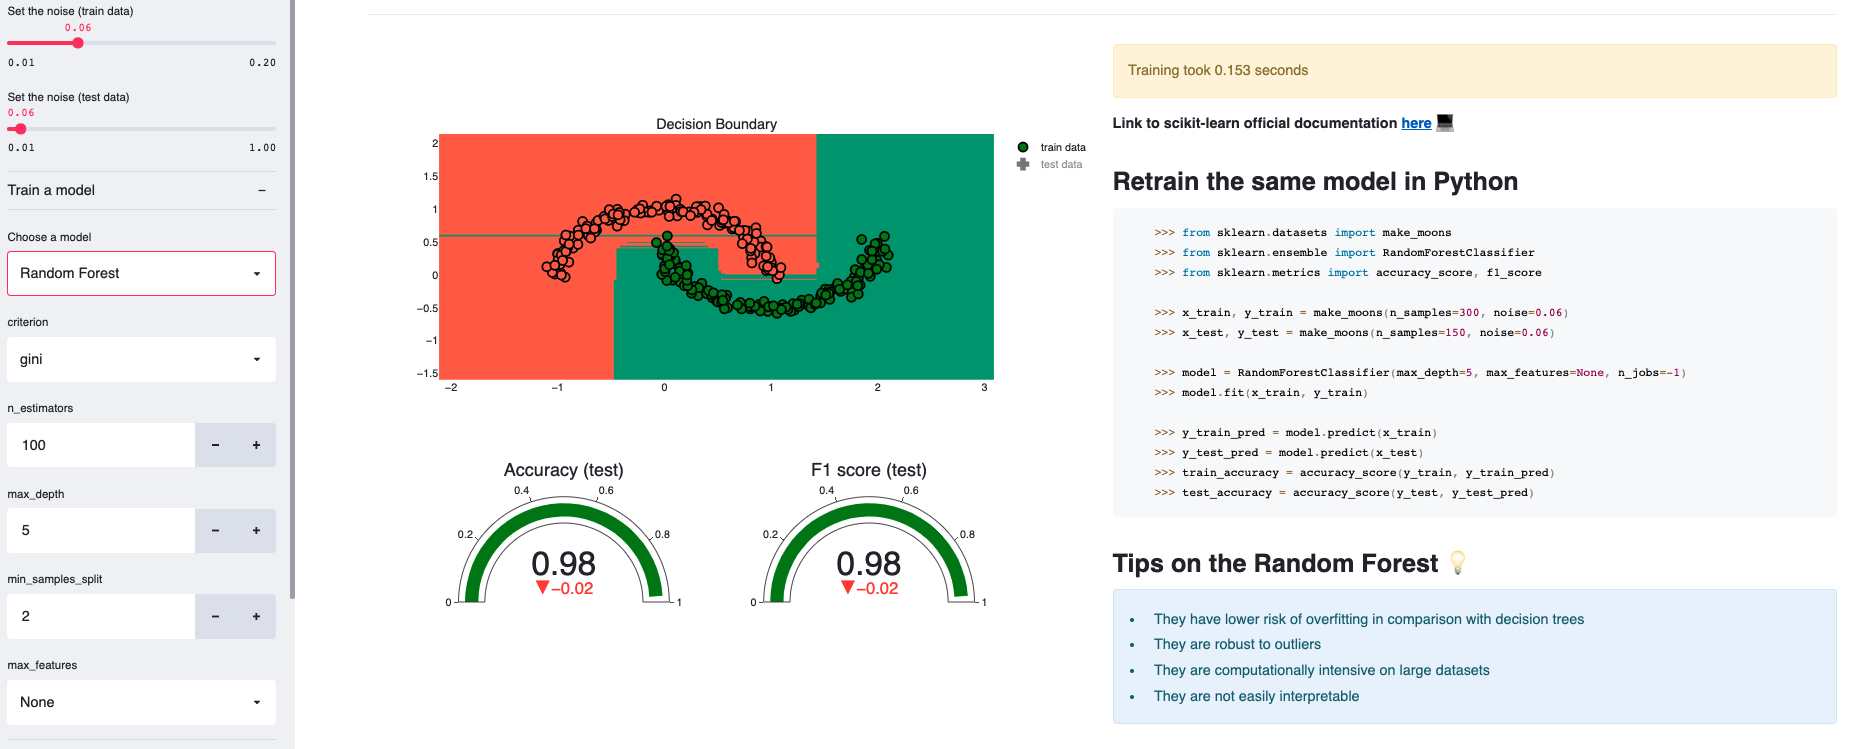 Set the noise (train data)
0.06
0.01 0.20
Set the noise (test data)
0.06
0.01 1.00
Train a model −
Choose a model
Random Forest
criterion
gini
n_estimators
100 − +
max_depth
5 − +
min_samples_split
2 − +
max_features
None
Decision Boundary
2
1.5
1
0.5
0
−0.5
−1
−1.5
−2 −1 0 1 2 3
train data
test data
Accuracy (test)
0 0.2 0.4 0.6 0.8 1
0.98
▼−0.02
F1 score (test)
0 0.2 0.4 0.6 0.8 1
0.98
▼−0.02
Training took 0.153 seconds
Link to scikit-learn official documentation here 💻
Retrain the same model in Python
>>> from sklearn.datasets import make_moons
>>> from sklearn.ensemble import RandomForestClassifier
>>> from sklearn.metrics import accuracy_score, f1_score
>>> x_train, y_train = make_moons(n_samples=300, noise=0.06)
>>> x_test, y_test = make_moons(n_samples=150, noise=0.06)
>>> model = RandomForestClassifier(max_depth=5, max_features=None, n_jobs=-1)
>>> model.fit(x_train, y_train)
>>> y_train_pred = model.predict(x_train)
>>> y_test_pred = model.predict(x_test)
>>> train_accuracy = accuracy_score(y_train, y_train_pred)
>>> test_accuracy = accuracy_score(y_test, y_test_pred)
Tips on the Random Forest 💡
• They have lower risk of overfitting in comparison with decision trees
• They are robust to outliers
• They are computationally intensive on large datasets
• They are not easily interpretable